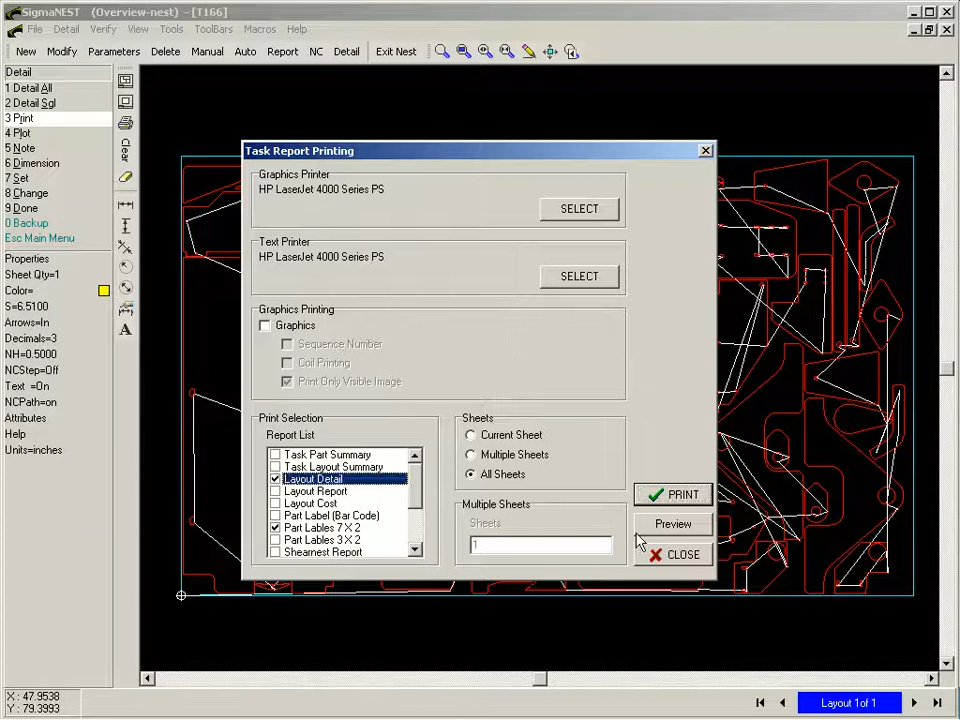 SigmaNEST (Overview-nest) - [T166]
File Detail Verify View Tools ToolBars Macros Help
New Modify Parameters Delete Manual Auto Report NC Detail Exit Nest
Detail
1 Detail All
2 Detail Sgl
3 Print
4 Plot
5 Note
6 Dimension
7 Set
8 Change
9 Done
0 Backup
Esc Main Menu
Properties
Sheet Qty=1
Color=
S=6.5100
Arrows=In
Decimals=3
NH=0.5000
NCStep=Off
Text =On
NCPath=on
Attributes
Help
Units=inches
Clear
A
Task Report Printing
Graphics Printer
HP LaserJet 4000 Series PS
SELECT
Text Printer
HP LaserJet 4000 Series PS
SELECT
Graphics Printing
Graphics
Sequence Number
Coil Printing
Print Only Visible Image
Print Selection
Report List
Task Part Summary
Task Layout Summary
Layout Detail
Layout Report
Layout Cost
Part Label (Bar Code)
Part Lables 7 X 2
Part Lables 3 X 2
Shearnest Report
Sheets
Current Sheet
Multiple Sheets
All Sheets
Multiple Sheets
Sheets
1
PRINT
Preview
CLOSE
X : 47.9538
Y : 79.3993
Layout 1of 1